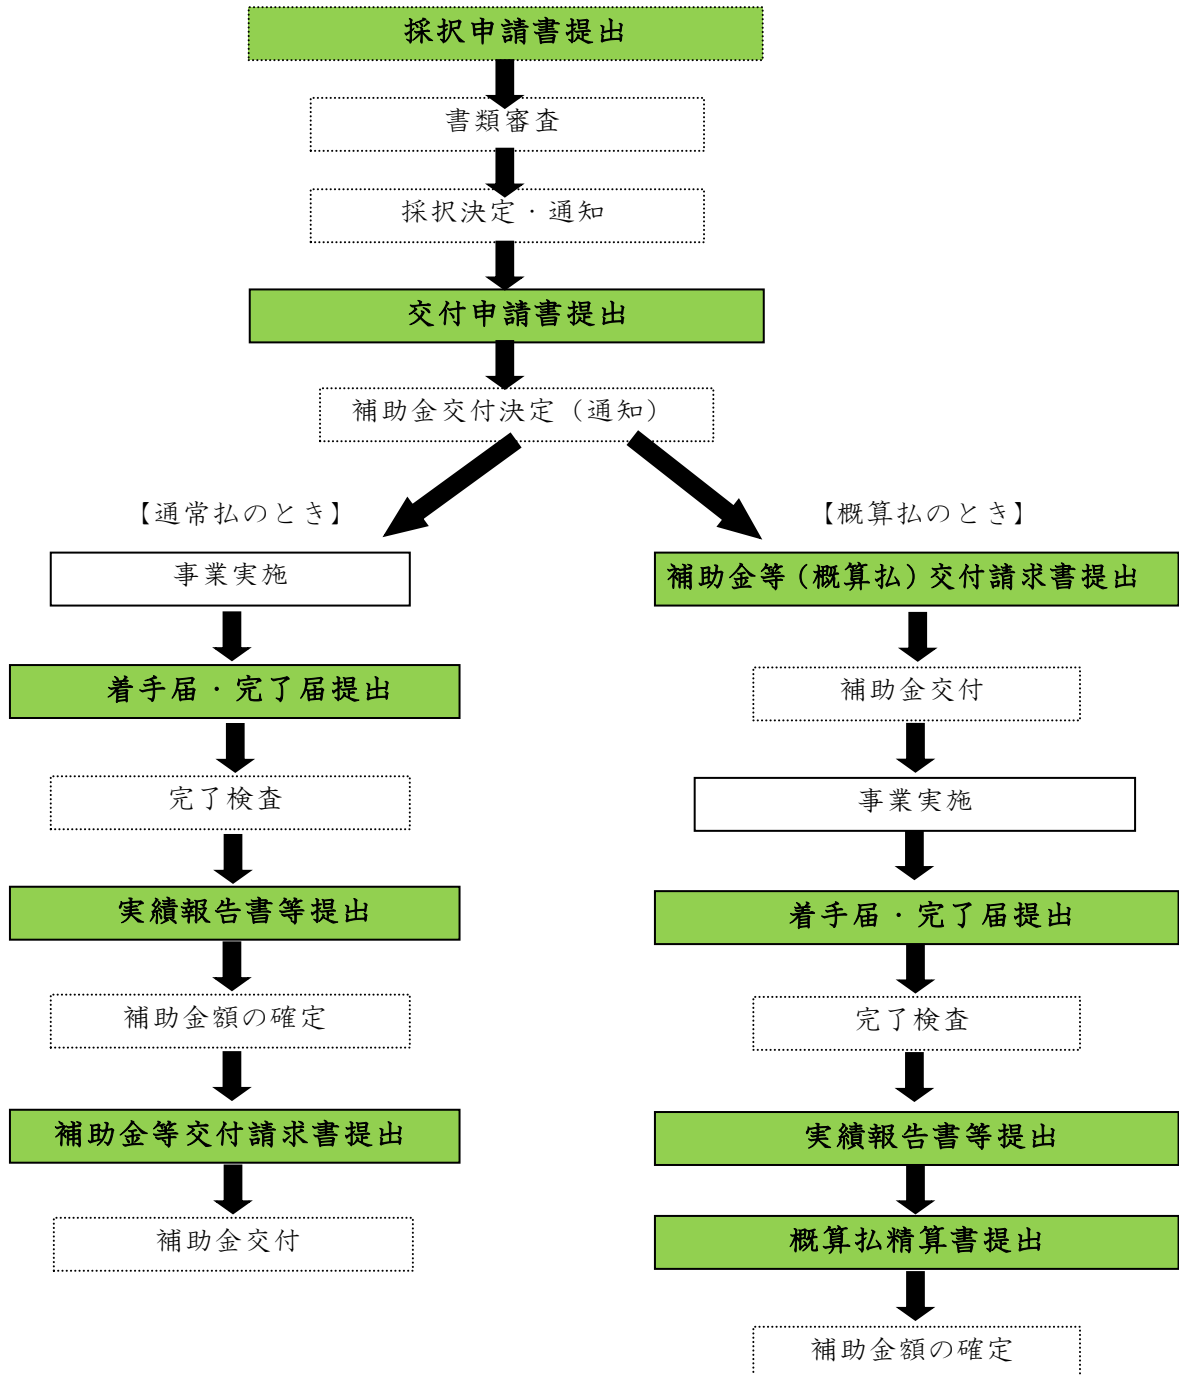 採択申請書提出
書類審査
採択決定・通知
交付申請書提出
補助金交付決定（通知）
【通常払のとき】
事業実施
着手届・完了届提出
完了検査
実績報告書等提出
補助金額の確定
補助金等交付請求書提出
補助金交付
【概算払のとき】
補助金等（概算払）交付請求書提出
補助金交付
事業実施
着手届・完了届提出
完了検査
実績報告書等提出
概算払精算書提出
補助金額の確定